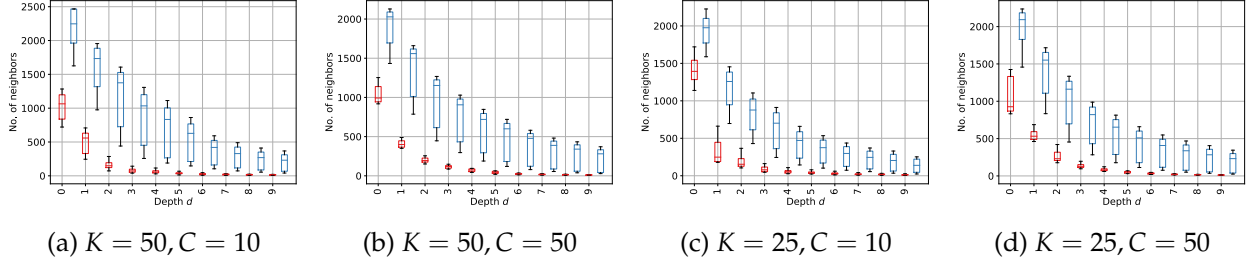 No. of neighbors
2500
2000
1500
1000
500
0
0 1 2 3 4 5 6 7 8 9
Depth d
(a) K = 50, C = 10
No. of neighbors
2000
1500
1000
500
0
0 1 2 3 4 5 6 7 8 9
Depth d
(b) K = 50, C = 50
No. of neighbors
2000
1500
1000
500
0
5 6 2 3 4 5 6 7 8 9
Depth d
(c) K = 25, C = 10
No. of neighbors
2000
1500
1000
500
0
0 1 2 3 4 5 6 7 8 9
Depth d
(d) K = 25, C = 50